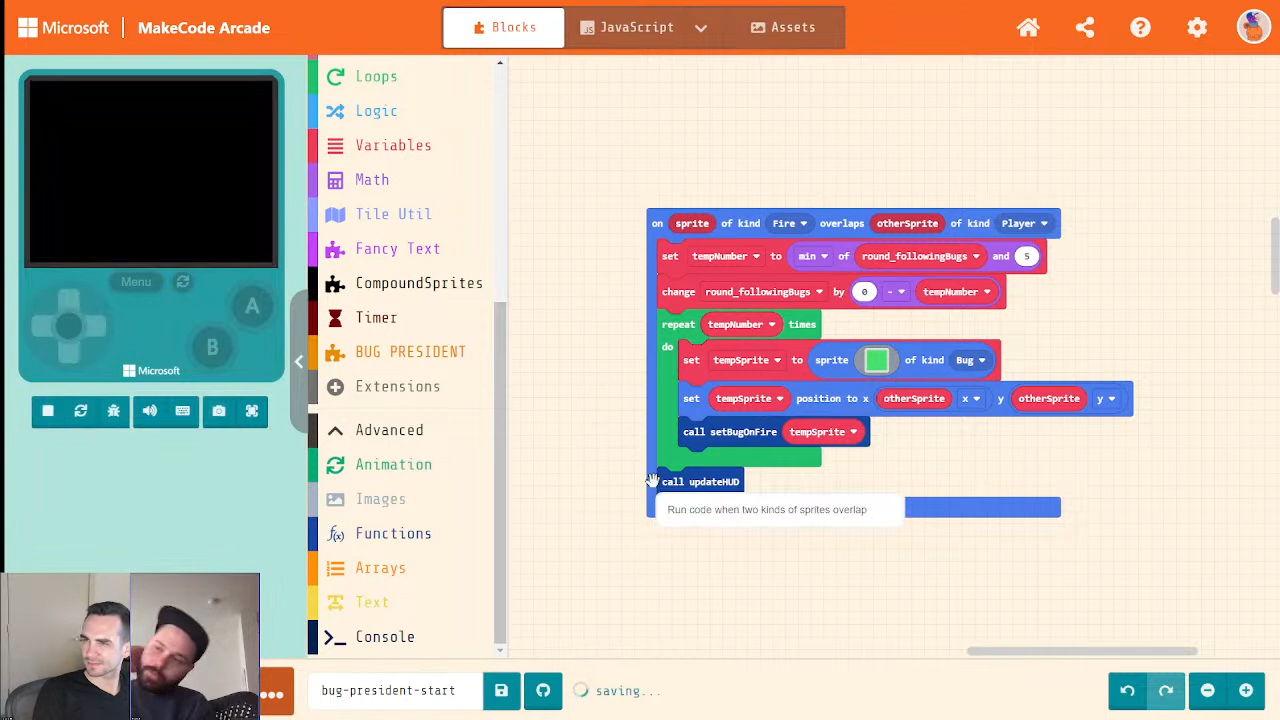 Microsoft
MakeCode Arcade
Blocks
JavaScript
Assets
Loops
Logic
Variables
Math
Tile Util
Fancy Text
CompoundSprites
Timer
BUG PRESIDENT
Extensions
Advanced
Animation
Images
Functions
Arrays
Text
Console
Menu
A
B
Microsoft
on sprite of kind Fire overlaps otherSprite of kind Player
set tempNumber to min of round_followingBugs and 5
change round_followingBugs by 0 - tempNumber
repeat tempNumber times
do
set tempSprite to sprite of kind Bug
set tempSprite position to x otherSprite x y otherSprite y
call setBugOnFire tempSprite
call updateHUD
Run code when two kinds of sprites overlap
bug-president-start
saving...